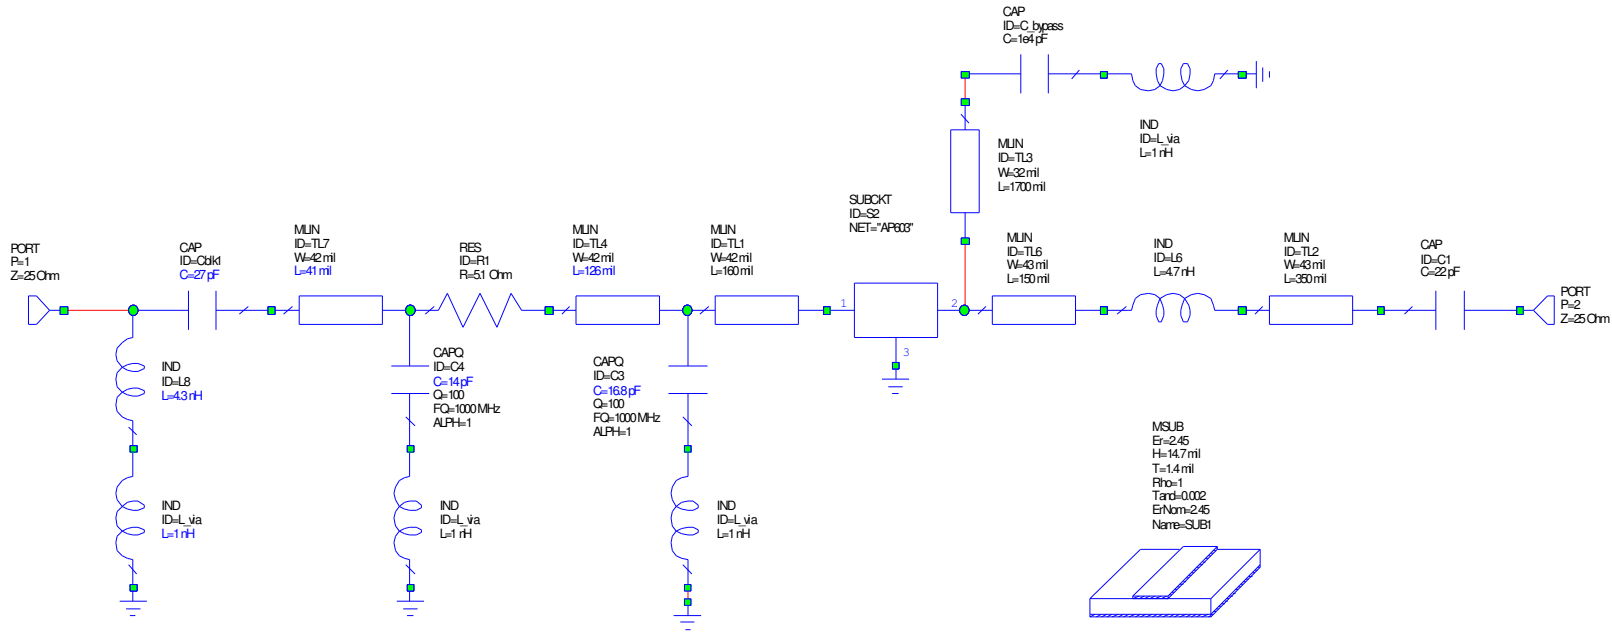 CAP
ID=C_bypass
C=1e4 pF
IND
ID=L_via
L=1 nH
MLIN
ID=TL3
W=32 mil
L=1700 mil
SUBCKT
ID=S2
NET="AP603"
1
2
3
PORT
P=1
Z=25 Ohm
CAP
ID=Cblk1
C=27 pF
MLIN
ID=TL7
W=42 mil
L=41 mil
RES
ID=R1
R=5.1 Ohm
MLIN
ID=TL4
W=42 mil
L=126 mil
MLIN
ID=TL1
W=42 mil
L=160 mil
MLIN
ID=TL6
W=43 mil
L=150 mil
IND
ID=L6
L=4.7 nH
MLIN
ID=TL2
W=43 mil
L=350 mil
CAP
ID=C1
C=22 pF
PORT
P=2
Z=25 Ohm
IND
ID=L8
L=4.3 nH
CAPQ
ID=C4
C=14 pF
Q=100
FQ=1000 MHz
ALPH=1
CAPQ
ID=C3
C=16.8 pF
Q=100
FQ=1000 MHz
ALPH=1
IND
ID=L_via
L=1 nH
IND
ID=L_via
L=1 nH
IND
ID=L_via
L=1 nH
MSUB
Er=2.45
H=14.7 mil
T=1.4 mil
Rho=1
Tand=0.002
ErNom=2.45
Name=SUB1